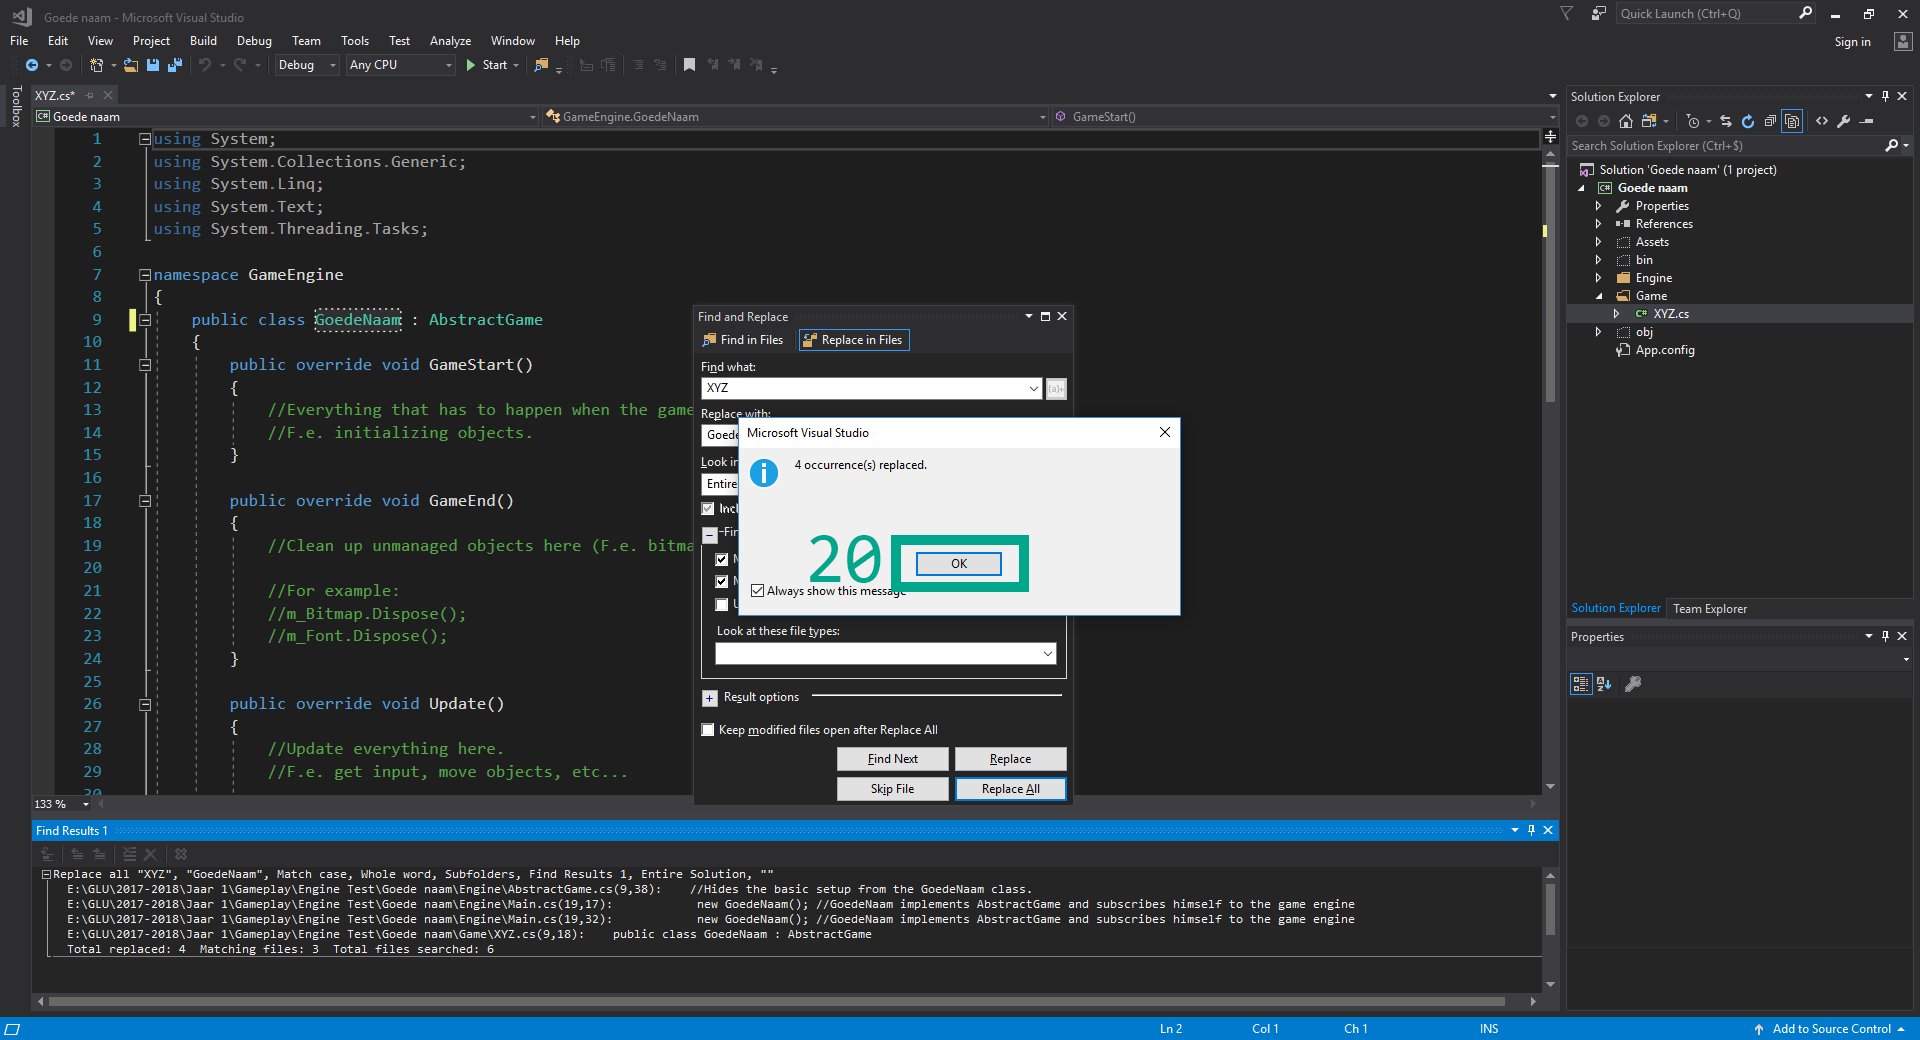 Goede naam - Microsoft Visual Studio
Quick Launch (Ctrl+Q)
File Edit View Project Build Debug Team Tools Test Analyze Window Help
Sign in
Debug Any CPU Start
Toolbox
XYZ.cs*
Goede naam GameEngine.GoedeNaam GameStart()
1 using System;
2 using System.Collections.Generic;
3 using System.Linq;
4 using System.Text;
5 using System.Threading.Tasks;
6
7 namespace GameEngine
8 {
9 public class GoedeNaam : AbstractGame
10 {
11 public override void GameStart()
12 {
13 //Everything that has to happen when the game
14 //F.e. initializing objects.
15 }
16
17 public override void GameEnd()
18 {
19 //Clean up unmanaged objects here (F.e. bitma
20
21 //For example:
22 //m_Bitmap.Dispose();
23 //m_Font.Dispose();
24 }
25
26 public override void Update()
27 {
28 //Update everything here.
29 //F.e. get input, move objects, etc...
30
133 %
Find and Replace
Find in Files Replace in Files
Find what:
XYZ
(a)+
Replace with:
Goede
Look in
Entire
Incl
Fin
M
M
U
Look at these file types:
Result options
Keep modified files open after Replace All
Find Next Replace
Skip File Replace All
Microsoft Visual Studio
4 occurrence(s) replaced.
20
OK
Always show this message
Solution Explorer
Search Solution Explorer (Ctrl+$)
Solution 'Goede naam' (1 project)
Goede naam
Properties
References
Assets
bin
Engine
Game
XYZ.cs
obj
App.config
Solution Explorer Team Explorer
Properties
Find Results 1
Replace all "XYZ", "GoedeNaam", Match case, Whole word, Subfolders, Find Results 1, Entire Solution, ""
E:\GLU\2017-2018\Jaar 1\Gameplay\Engine Test\Goede naam\Engine\AbstractGame.cs(9,38): //Hides the basic setup from the GoedeNaam class.
E:\GLU\2017-2018\Jaar 1\Gameplay\Engine Test\Goede naam\Engine\Main.cs(19,17): new GoedeNaam(); //GoedeNaam implements AbstractGame and subscribes himself to the game engine
E:\GLU\2017-2018\Jaar 1\Gameplay\Engine Test\Goede naam\Engine\Main.cs(19,32): new GoedeNaam(); //GoedeNaam implements AbstractGame and subscribes himself to the game engine
E:\GLU\2017-2018\Jaar 1\Gameplay\Engine Test\Goede naam\Game\XYZ.cs(9,18): public class GoedeNaam : AbstractGame
Total replaced: 4 Matching files: 3 Total files searched: 6
Ln 2 Col 1 Ch 1 INS Add to Source Control